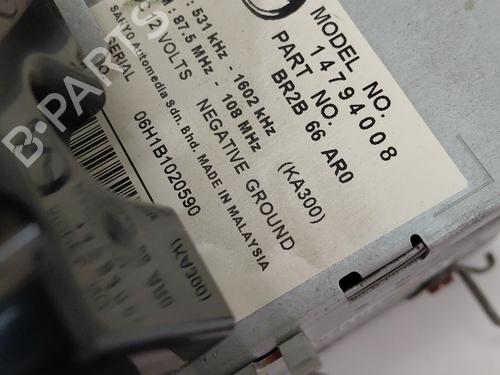 MODEL NO.
14794008
PART NO.
BR2B 66 AR0
(KA300)
: 531 kHz - 1602 kHz
: 87.5 MHz - 108 MHz
VOLTS NEGATIVE GROUND
SANYO Automedia Sdn. Bhd. MADE IN MALAYSIA
SERIAL
06H1B1020590
(KA300)
B-PARTS